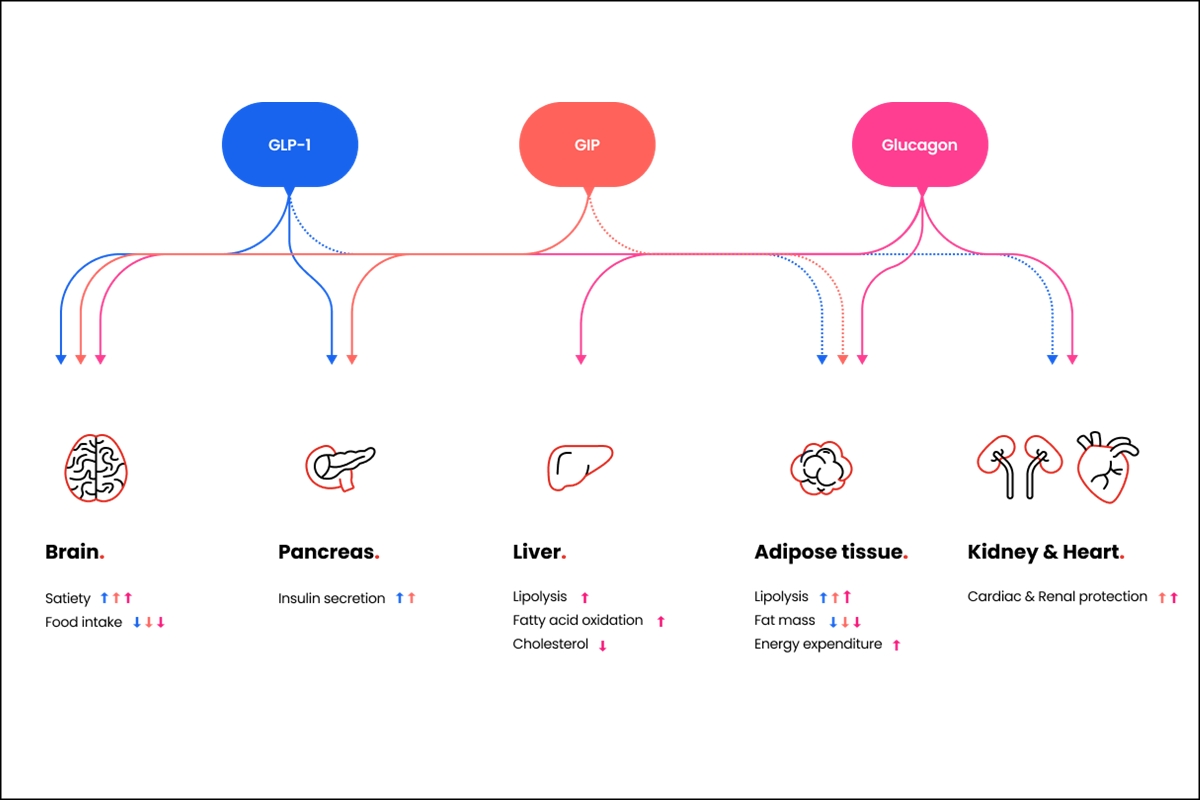 GLP-1
GIP
Glucagon
Brain.
Satiety
Food intake
Pancreas.
Insulin secretion
Liver.
Lipolysis
Fatty acid oxidation
Cholesterol
Adipose tissue.
Lipolysis
Fat mass
Energy expenditure
Kidney & Heart.
Cardiac & Renal protection